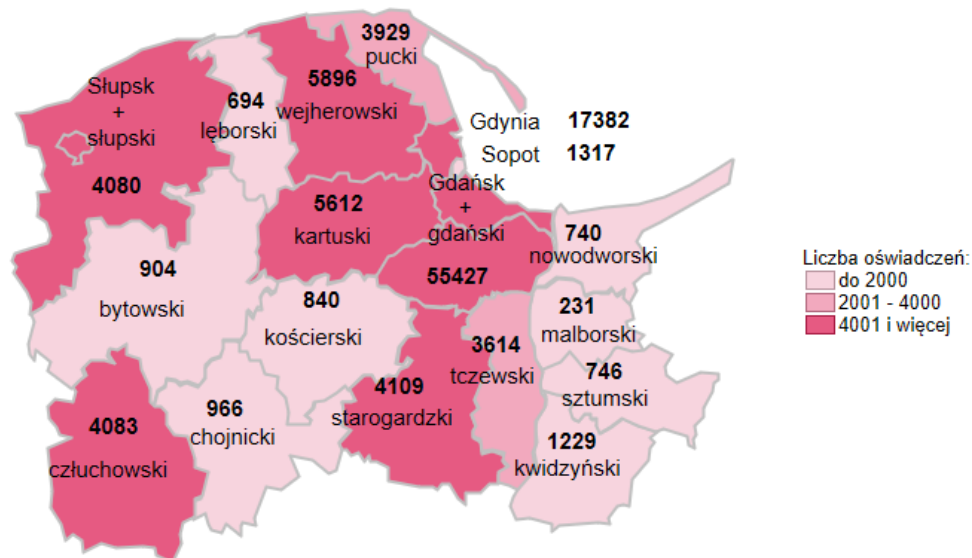 3929
pucki
5896
wejherowski
694
lęborski
Słupsk
+
słupski
4080
Gdynia 17382
Sopot 1317
Gdańsk
+
gdański
55427
5612
kartuski
740
nowodworski
904
bytowski
840
kościerski
231
malborski
3614
tczewski
746
sztumski
4109
starogardzki
966
chojnicki
4083
człuchowski
1229
kwidzyński
Liczba oświadczeń:
do 2000
2001 - 4000
4001 i więcej